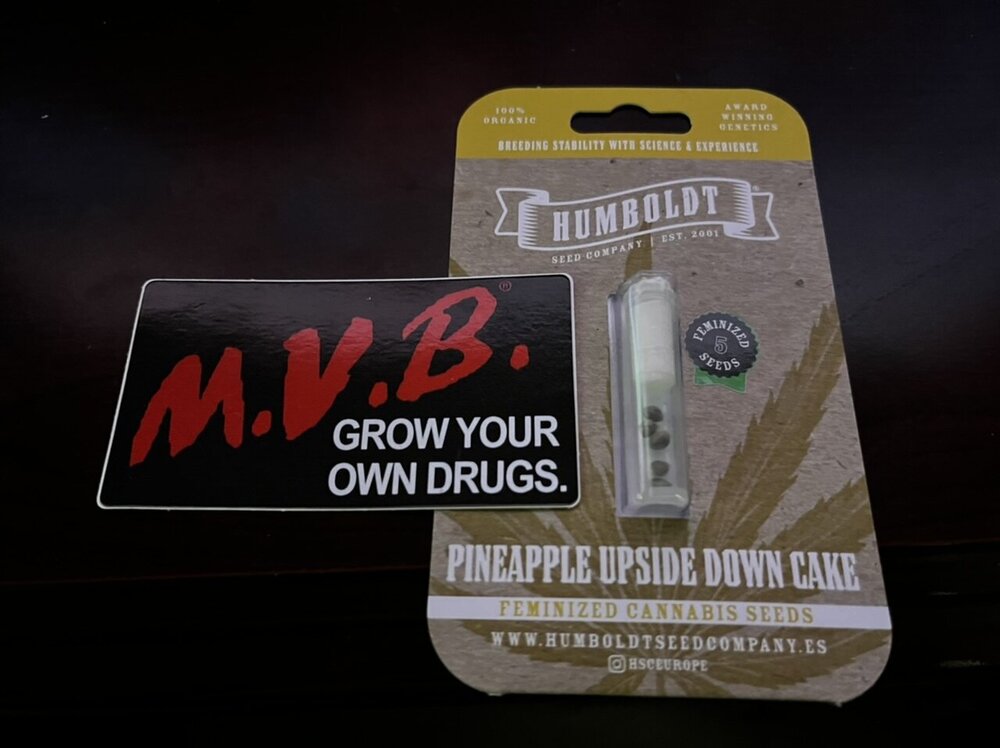 100%
ORGANIC
AWARD
WINNING
GENETICS
BREEDING STABILITY WITH SCIENCE & EXPERIENCE
HUMBOLDT®
SEED COMPANY | EST. 2001
FEMINIZED
5
SEEDS
M.V.B.®
GROW YOUR
OWN DRUGS.
PINEAPPLE UPSIDE DOWN CAKE
FEMINIZED CANNABIS SEEDS
WWW.HUMBOLDTSEEDCOMPANY.ES
HSCEUROPE